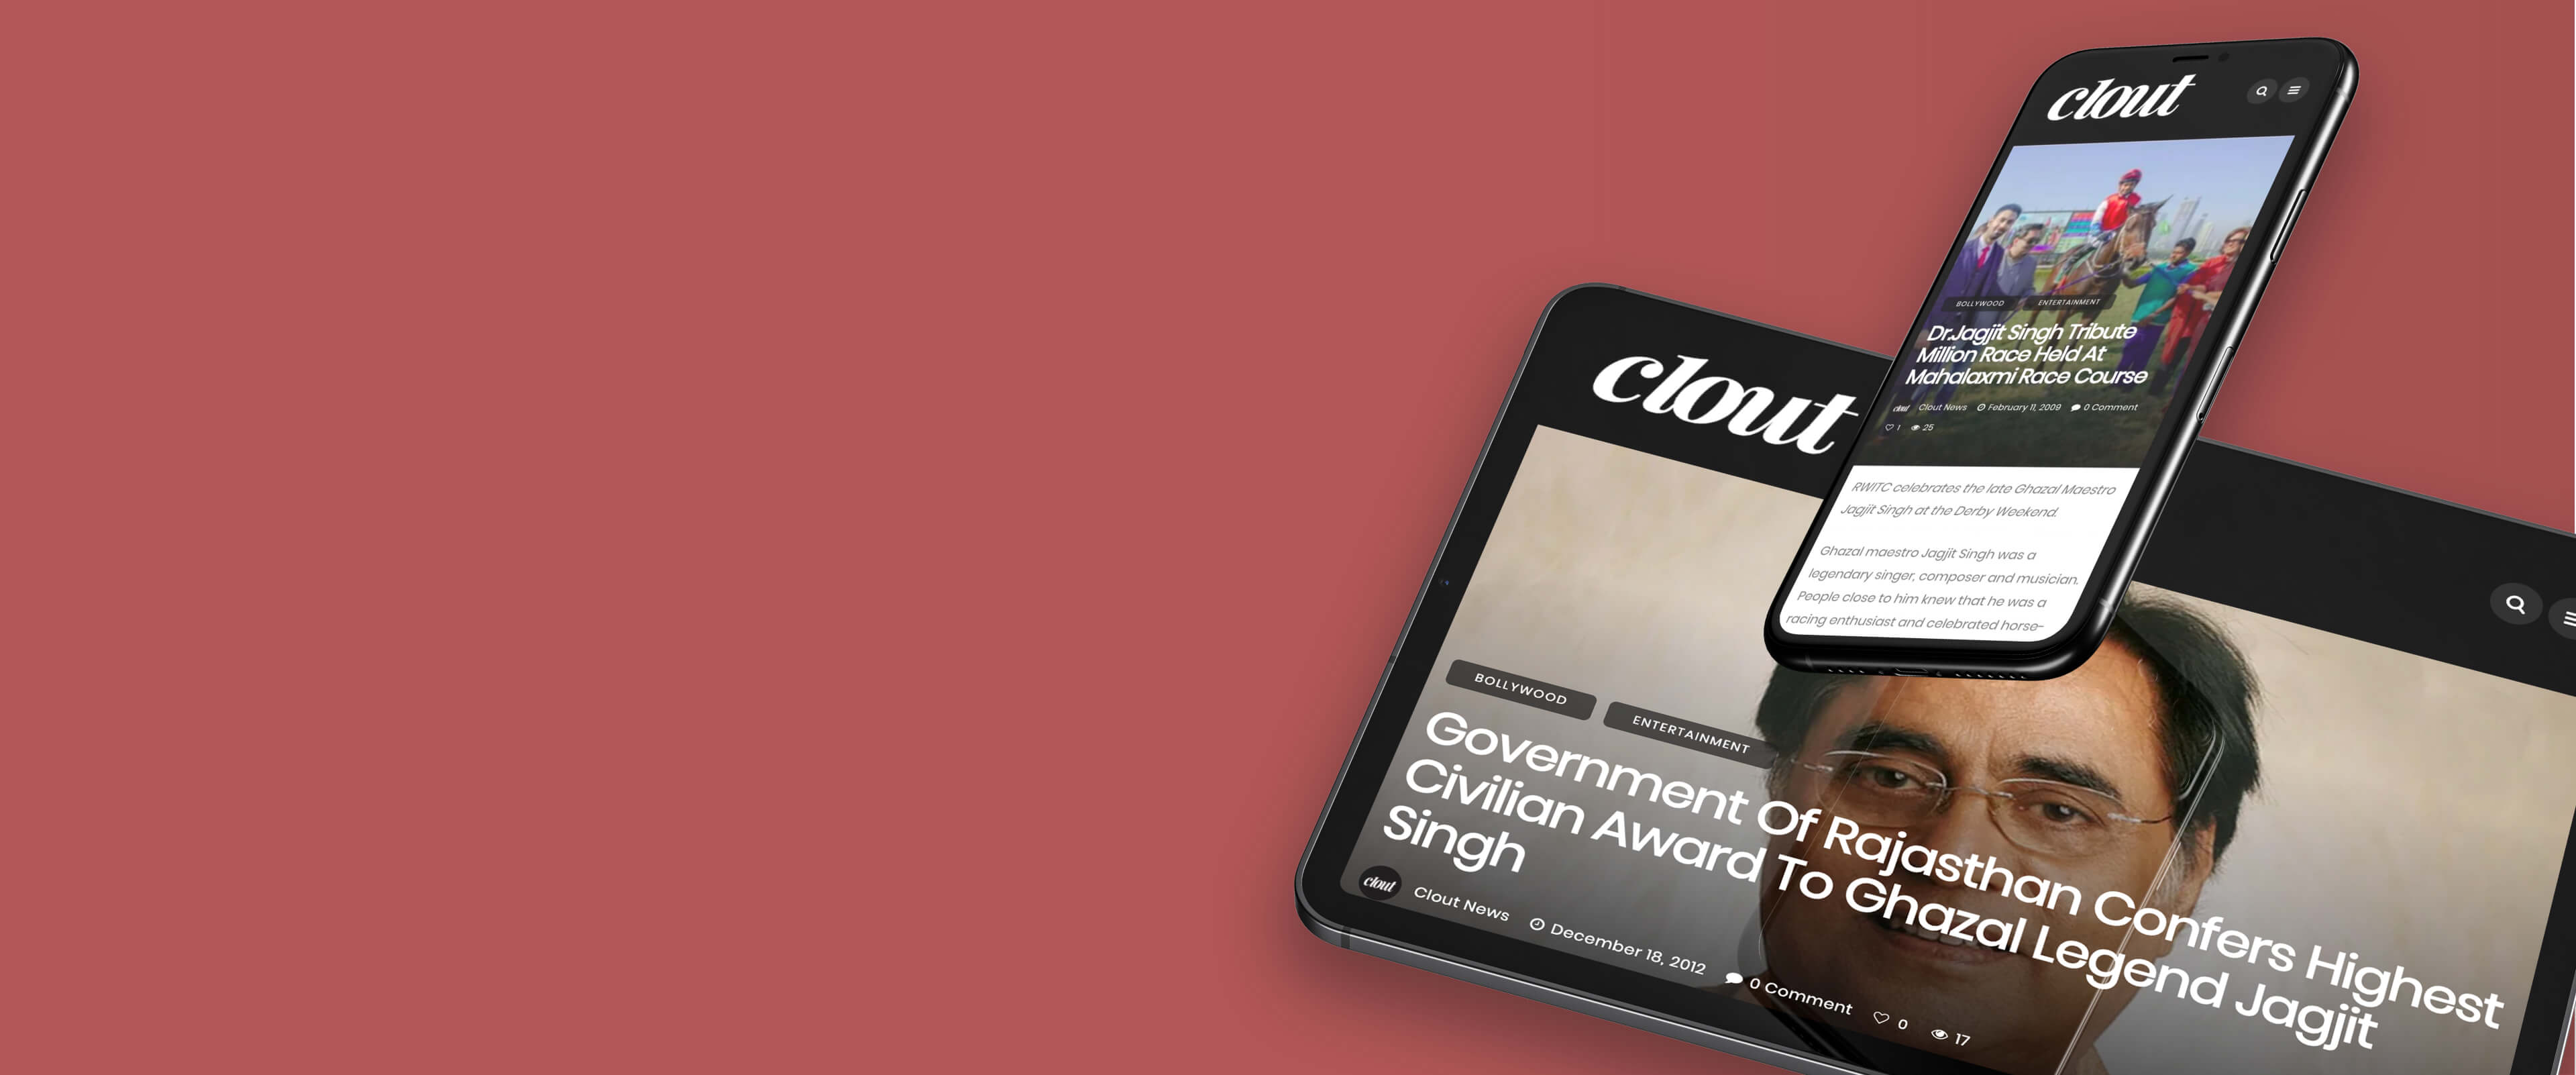 clout
BOLLYWOOD ENTERTAINMENT
Dr.Jagjit Singh Tribute
Million Race Held At
Mahalaxmi Race Course
clout Clout News February 11, 2009 0 Comment
1 25
RWITC celebrates the late Ghazal Maestro
Jagjit Singh at the Derby Weekend.
Ghazal maestro Jagjit Singh was a
legendary singer, composer and musician.
People close to him knew that he was a
racing enthusiast and celebrated horse-
clout
BOLLYWOOD ENTERTAINMENT
Government Of Rajasthan Confers Highest
Civilian Award To Ghazal Legend Jagjit
Singh
clout Clout News December 18, 2012 0 Comment 0 17